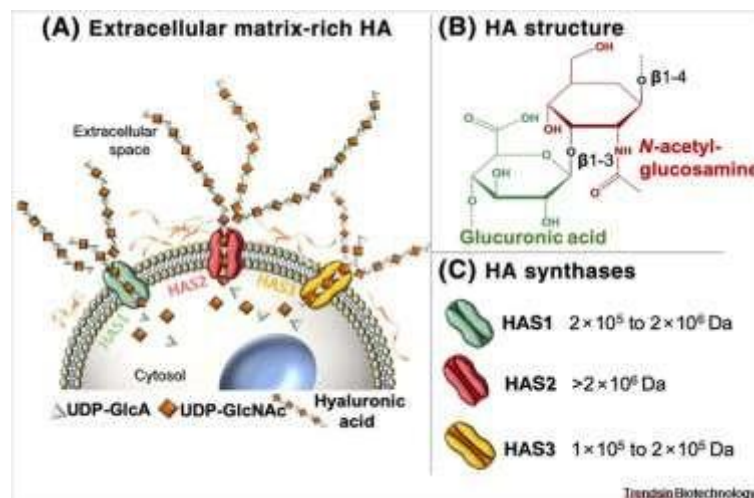 (A) Extracellular matrix-rich HA
Extracellular
space
HAS1
HAS2
HAS3
Cytosol
UDP-GlcA
UDP-GlcNAc
Hyaluronic
acid
(B) HA structure
OH
β1-4
O
O
OH
OH
O
β1-3
NH
N-acetyl-
glucosamine
O
OH
O
O
O
OH
Glucuronic acid
(C) HA synthases
HAS1 2 × 10⁵ to 2 × 10⁶ Da
HAS2 >2 × 10⁶ Da
HAS3 1 × 10⁵ to 2 × 10⁵ Da
Trends in Biotechnology